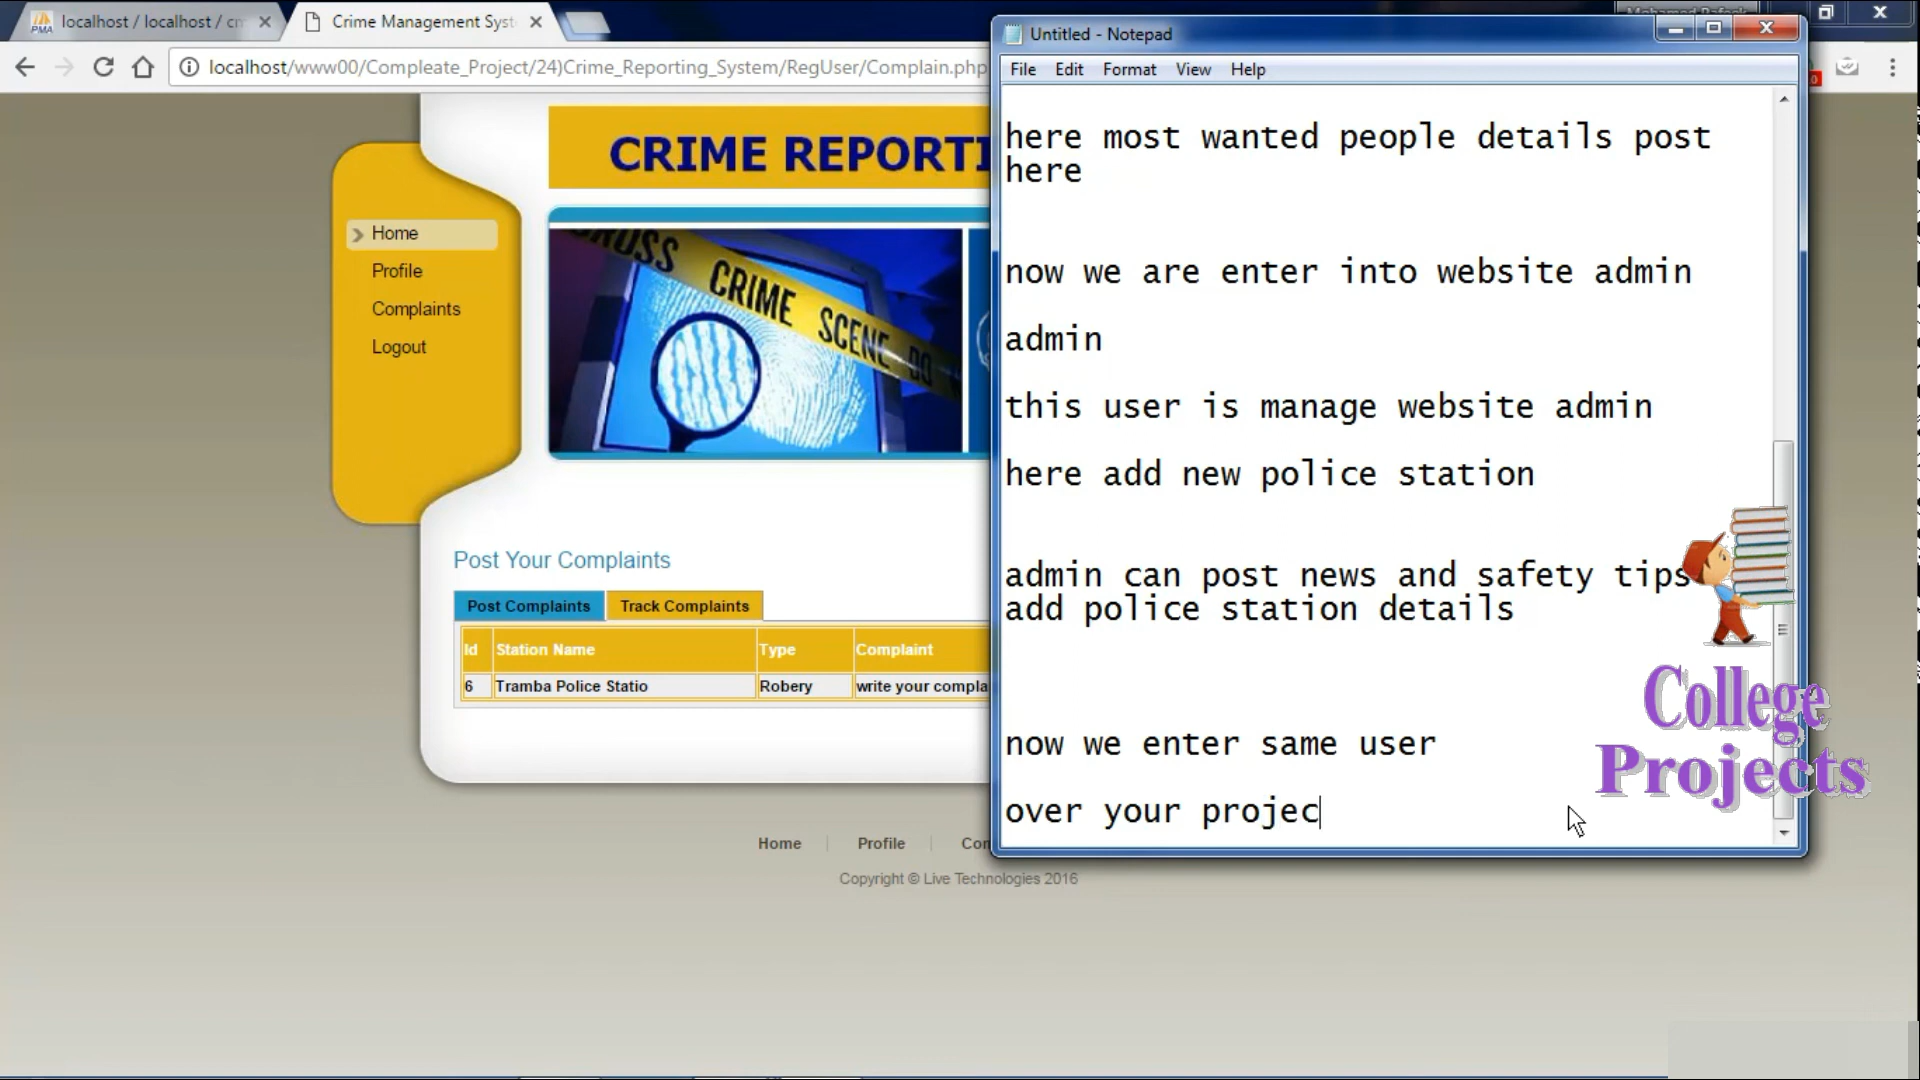 localhost / localhost / cr
Crime Management Syst
localhost/www00/Compleate_Project/24)Crime_Reporting_System/RegUser/Complain.php
CRIME REPORTI
Home
Profile
Complaints
Logout
CROSS
CRIME SCENE DO
Post Your Complaints
Post Complaints Track Complaints
Id Station Name Type Complaint
6 Tramba Police Statio Robery write your compla
Home Profile Con
Copyright © Live Technologies 2016
Untitled - Notepad
File Edit Format View Help
here most wanted people details post
here
now we are enter into website admin
admin
this user is manage website admin
here add new police station
admin can post news and safety tips
add police station details
now we enter same user
over your projec
College
Projects